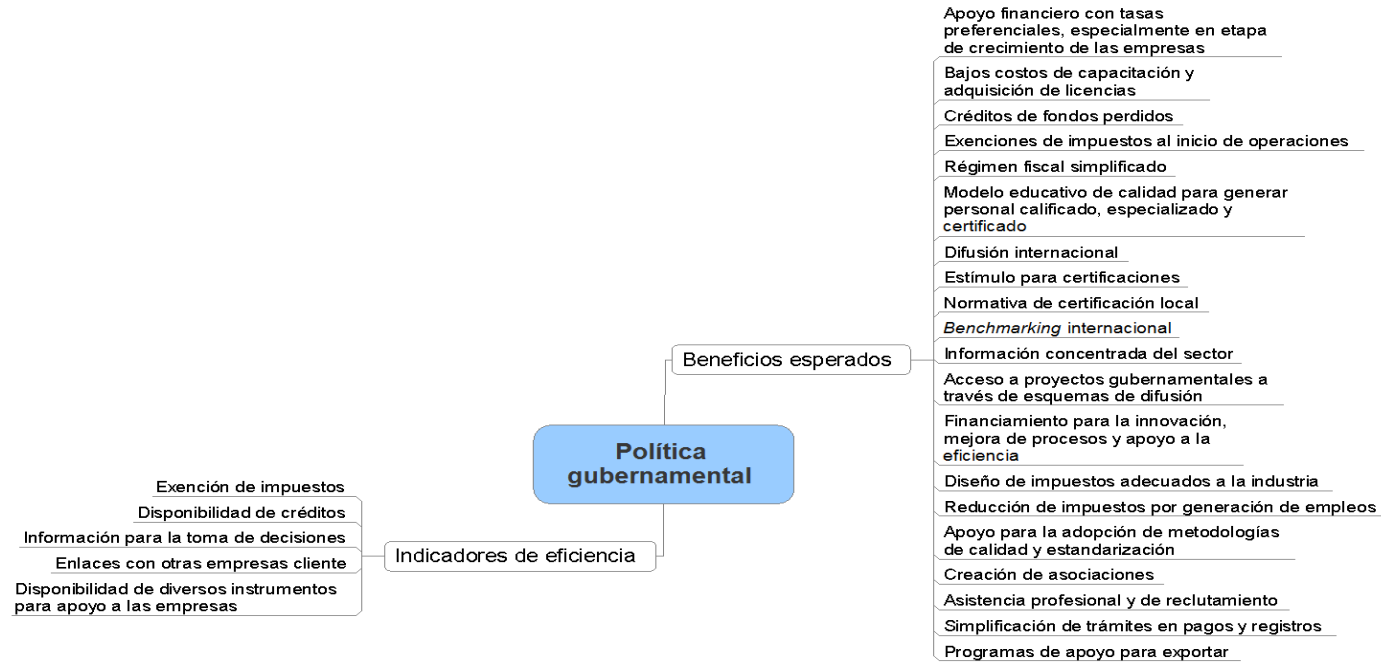 Apoyo financiero con tasas
preferenciales, especialmente en etapa
de crecimiento de las empresas
Bajos costos de capacitación y
adquisición de licencias
Créditos de fondos perdidos
Exenciones de impuestos al inicio de operaciones
Régimen fiscal simplificado
Modelo educativo de calidad para generar
personal calificado, especializado y
certificado
Difusión internacional
Estímulo para certificaciones
Normativa de certificación local
Benchmarking internacional
Información concentrada del sector
Acceso a proyectos gubernamentales a
través de esquemas de difusión
Financiamiento para la innovación,
mejora de procesos y apoyo a la
eficiencia
Diseño de impuestos adecuados a la industria
Reducción de impuestos por generación de empleos
Apoyo para la adopción de metodologías
de calidad y estandarización
Creación de asociaciones
Asistencia profesional y de reclutamiento
Simplificación de trámites en pagos y registros
Programas de apoyo para exportar
Beneficios esperados
Política
gubernamental
Indicadores de eficiencia
Exención de impuestos
Disponibilidad de créditos
Información para la toma de decisiones
Enlaces con otras empresas cliente
Disponibilidad de diversos instrumentos
para apoyo a las empresas